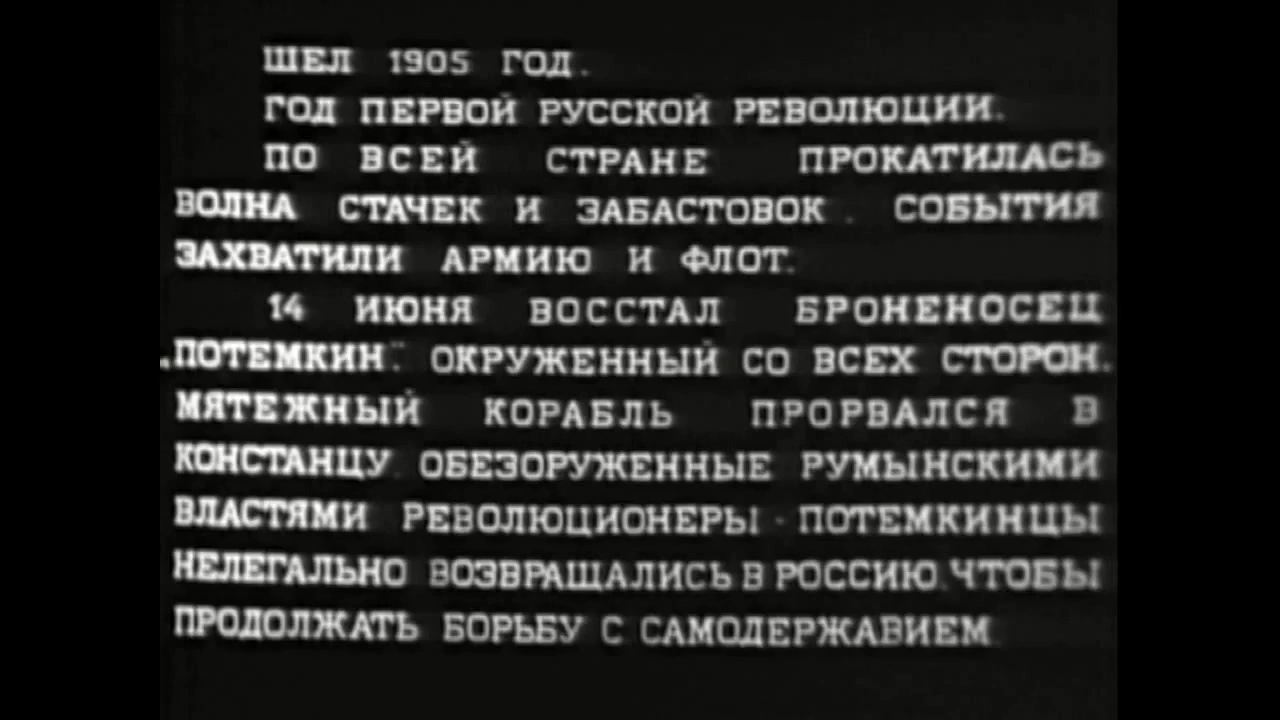 ШЕЛ 1905 ГОД.
ГОД ПЕРВОЙ РУССКОЙ РЕВОЛЮЦИИ.
ПО ВСЕЙ СТРАНЕ ПРОКАТИЛАСЬ
ВОЛНА СТАЧЕК И ЗАБАСТОВОК. СОБЫТИЯ
ЗАХВАТИЛИ АРМИЮ И ФЛОТ.
14 ИЮНЯ ВОССТАЛ БРОНЕНОСЕЦ
„ПОТЕМКИН". ОКРУЖЕННЫЙ СО ВСЕХ СТОРОН,
МЯТЕЖНЫЙ КОРАБЛЬ ПРОРВАЛСЯ В
КОНСТАНЦУ. ОБЕЗОРУЖЕННЫЕ РУМЫНСКИМИ
ВЛАСТЯМИ РЕВОЛЮЦИОНЕРЫ - ПОТЕМКИНЦЫ
НЕЛЕГАЛЬНО ВОЗВРАЩАЛИСЬ В РОССИЮ, ЧТОБЫ
ПРОДОЛЖАТЬ БОРЬБУ С САМОДЕРЖАВИЕМ.